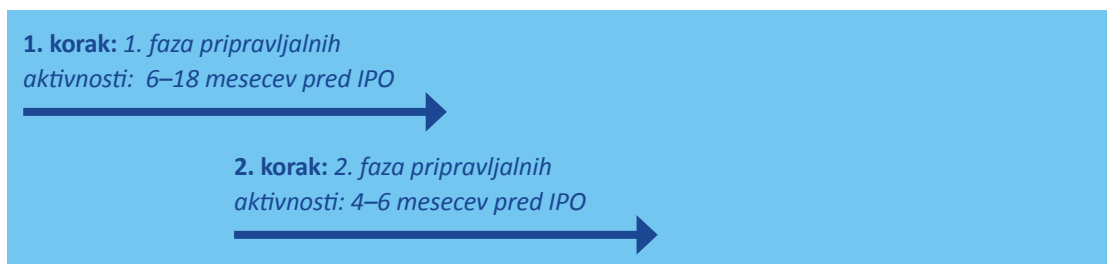 1. korak: 1. faza pripravljalnih
aktivnosti:  6–18 mesecev pred IPO
2. korak: 2. faza pripravljalnih
aktivnosti: 4–6 mesecev pred IPO